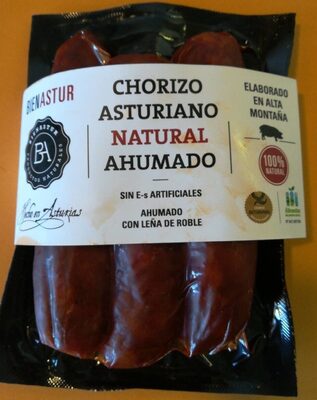 BIENASTUR
BIENASTUR
BA
CHORIZO
ASTURIANO
NATURAL
AHUMADO
SIN E-s ARTIFICIALES
AHUMADO
CON LEÑA DE ROBLE
Hecho en Asturias
ELABORADO
EN ALTA
MONTAÑA
100%
NATURAL